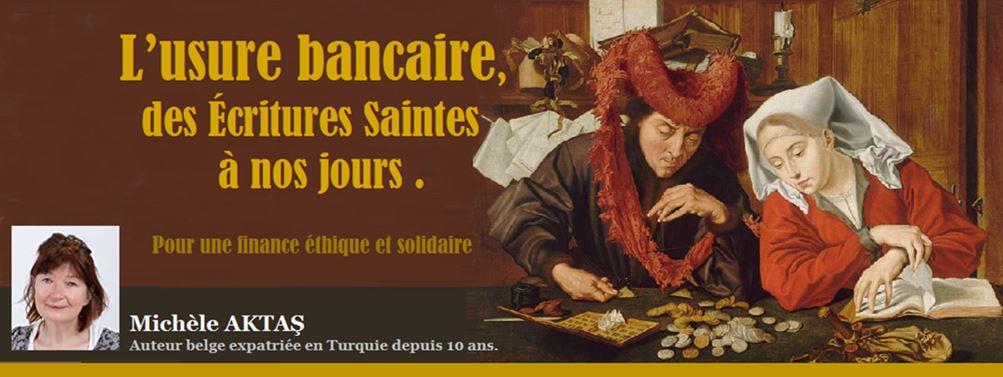 L'usure bancaire,
des Écritures Saintes
à nos jours .
Pour une finance éthique et solidaire
Michèle AKTAŞ
Auteur belge expatriée en Turquie depuis 10 ans.